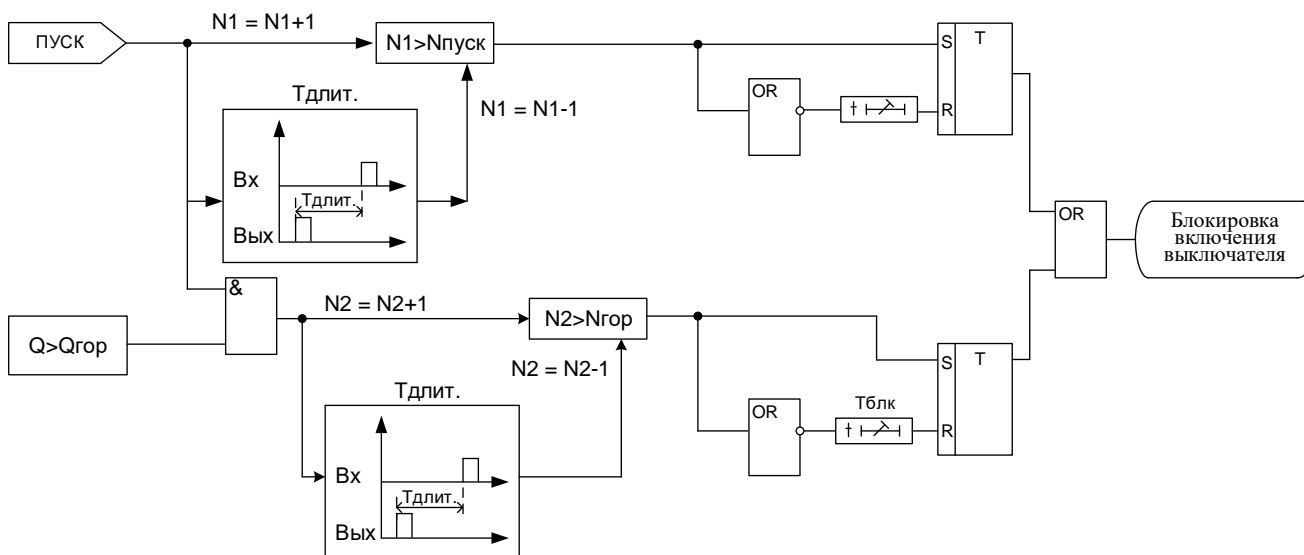 ПУСК
N1 = N1+1
N1>Nпуск
S
T
OR
R
N1 = N1-1
Tдлит.
Вх
Tдлит.
Вых
&
Q>Qгор
N2 = N2+1
N2>Nгор
N2 = N2-1
S
T
OR
Tблк
R
Tдлит.
Вх
Tдлит.
Вых
OR
Блокировка
включения
выключателя